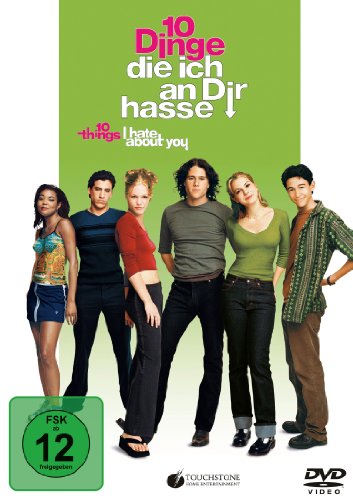 10
Dinge
die ich
an Dir
hasse
10
things I hate
about you
FSK
ab
12
freigegeben
TOUCHSTONE
HOME ENTERTAINMENT
DVD
VIDEO